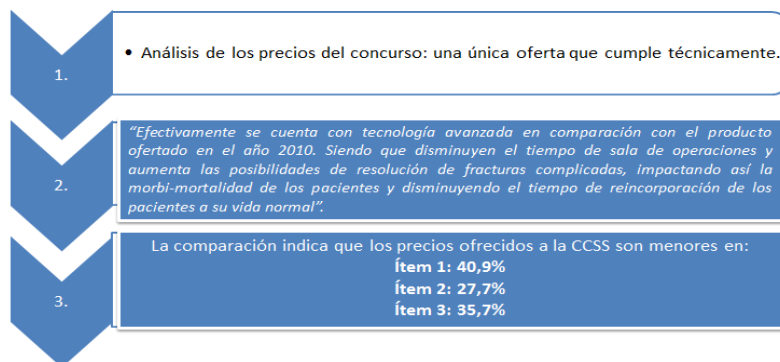 1.
• Análisis de los precios del concurso: una única oferta que cumple técnicamente.
2.
“Efectivamente se cuenta con tecnología avanzada en comparación con el producto
ofertado en el año 2010. Siendo que disminuyen el tiempo de sala de operaciones y
aumenta las posibilidades de resolución de fracturas complicadas, impactando así la
morbi-mortalidad de los pacientes y disminuyendo el tiempo de reincorporación de los
pacientes a su vida normal”.
3.
La comparación indica que los precios ofrecidos a la CCSS son menores en:
Ítem 1: 40,9%
Ítem 2: 27,7%
Ítem 3: 35,7%